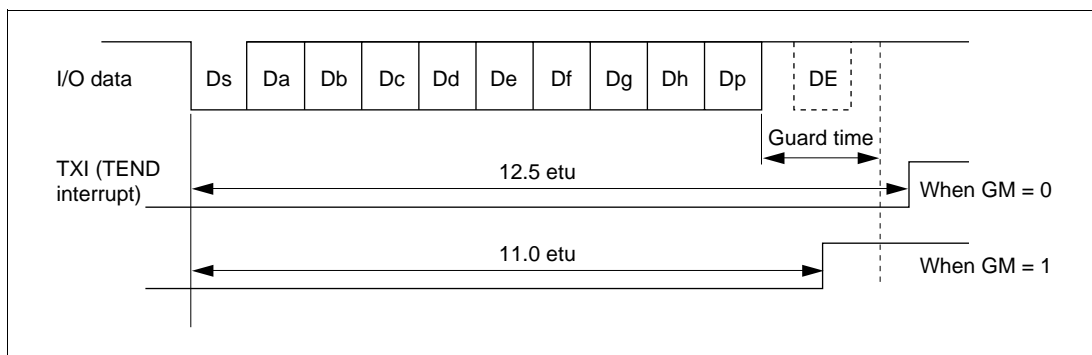 I/O data
Ds Da Db Dc Dd De Df Dg Dh Dp DE
Guard time
TXI (TEND
interrupt)
12.5 etu
When GM = 0
11.0 etu
When GM = 1